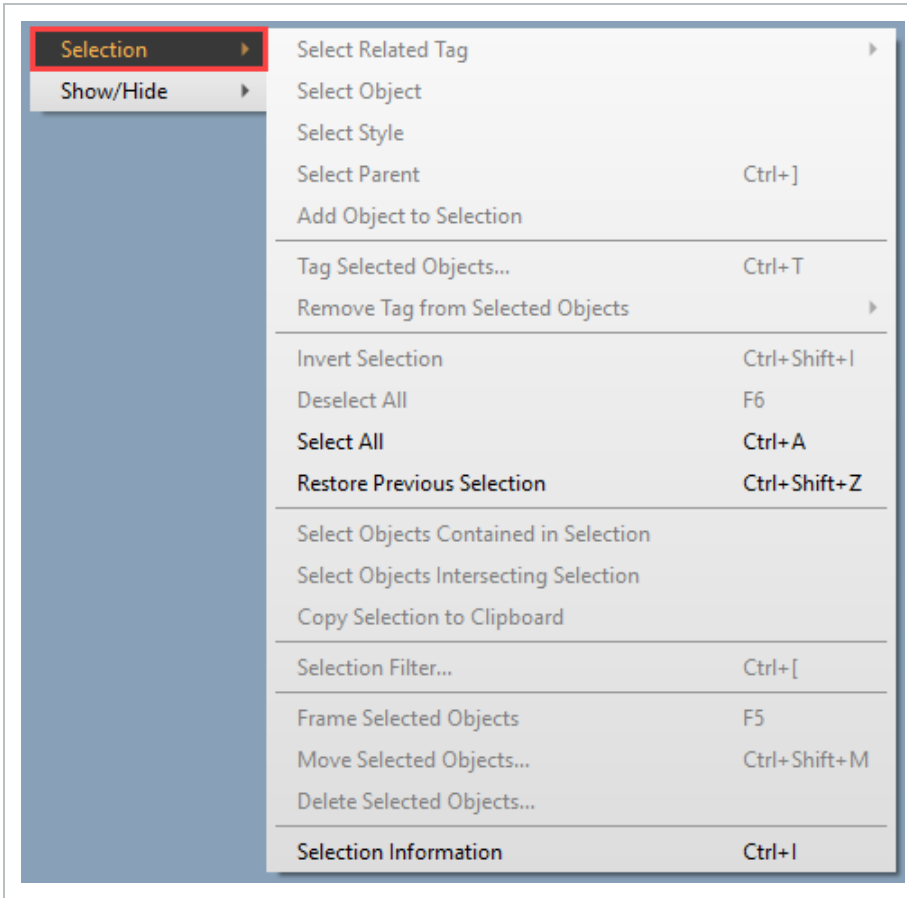 Selection
Show/Hide
Select Related Tag
Select Object
Select Style
Select Parent Ctrl+]
Add Object to Selection
Tag Selected Objects... Ctrl+T
Remove Tag from Selected Objects
Invert Selection Ctrl+Shift+I
Deselect All F6
Select All Ctrl+A
Restore Previous Selection Ctrl+Shift+Z
Select Objects Contained in Selection
Select Objects Intersecting Selection
Copy Selection to Clipboard
Selection Filter... Ctrl+[
Frame Selected Objects F5
Move Selected Objects... Ctrl+Shift+M
Delete Selected Objects...
Selection Information Ctrl+I